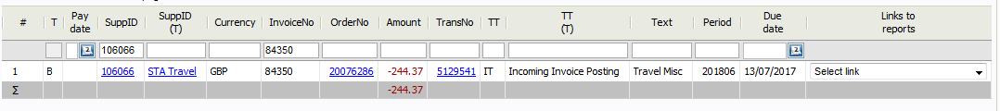 # T Pay date SuppID SuppID (T) Currency InvoiceNo OrderNo Amount TransNo TT TT (T) Text Period Due date Links to reports
106066 84350
1 B 106066 STA Travel GBP 84350 20076286 -244.37 5129541 IT Incoming Invoice Posting Travel Misc 201806 13/07/2017 Select link
Σ -244.37